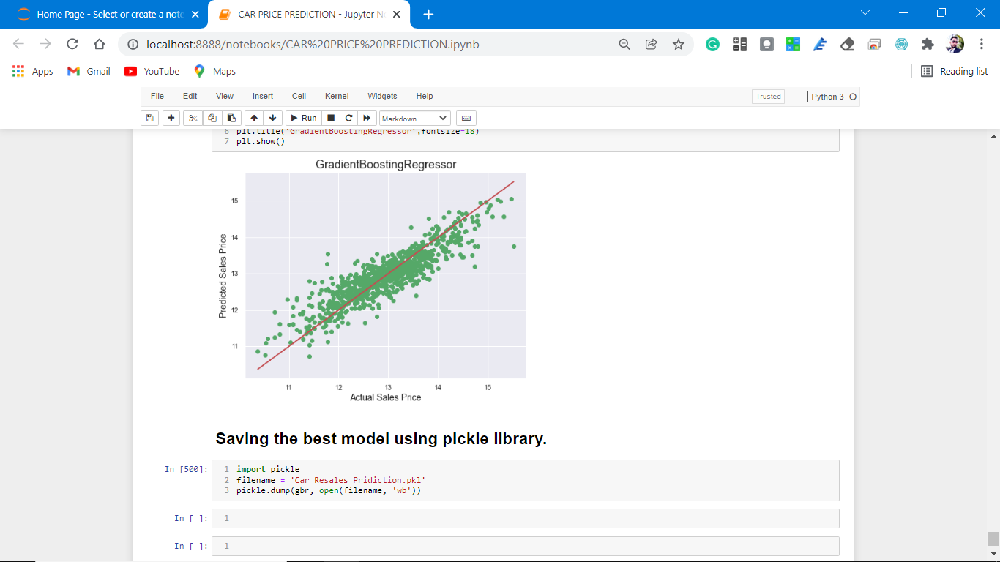 Home Page - Select or create a note
CAR PRICE PREDICTION - Jupyter N
localhost:8888/notebooks/CAR%20PRICE%20PREDICTION.ipynb
Apps
Gmail
YouTube
Maps
Reading list
File Edit View Insert Cell Kernel Widgets Help
Trusted
Python 3
Run
Markdown
6 plt.title('GradientBoostingRegressor',fontsize=18)
7 plt.show()
GradientBoostingRegressor
15
14
13
12
11
Predicted Sales Price
11 12 13 14 15
Actual Sales Price
Saving the best model using pickle library.
In [500]:
1 import pickle
2 filename = 'Car_Resales_Pridiction.pkl'
3 pickle.dump(gbr, open(filename, 'wb'))
In [ ]: 1
In [ ]: 1